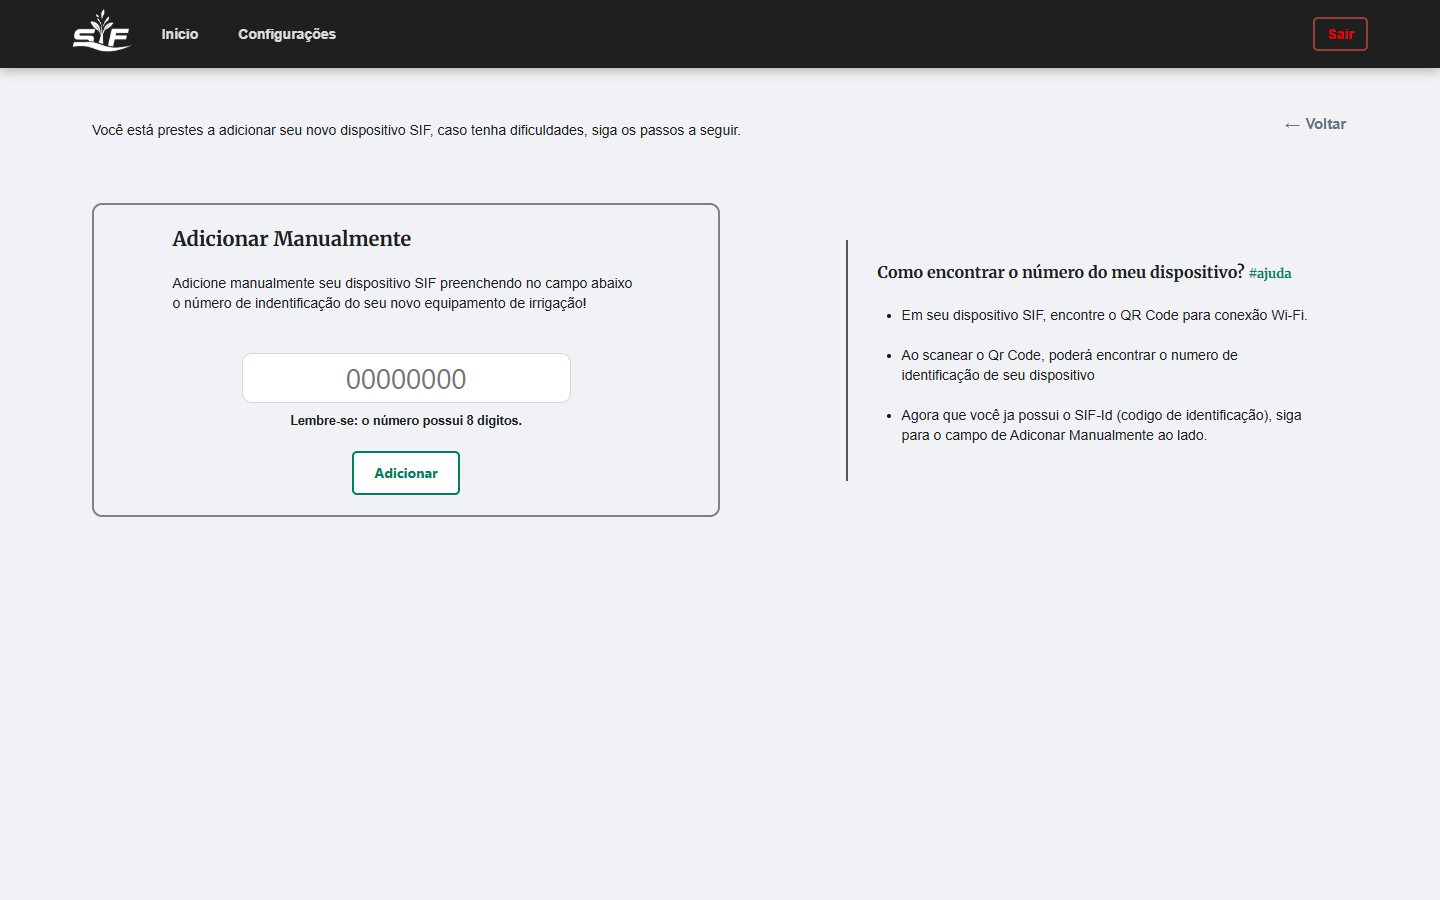 SIF
Início
Configurações
Sair
Você está prestes a adicionar seu novo dispositivo SIF, caso tenha dificuldades, siga os passos a seguir.
← Voltar
Adicionar Manualmente
Adicione manualmente seu dispositivo SIF preenchendo no campo abaixo
o número de indentificação do seu novo equipamento de irrigação!
00000000
Lembre-se: o número possui 8 digitos.
Adicionar
Como encontrar o número do meu dispositivo? #ajuda
• Em seu dispositivo SIF, encontre o QR Code para conexão Wi-Fi.
• Ao scanear o Qr Code, poderá encontrar o numero de
identificação de seu dispositivo
• Agora que você ja possui o SIF-Id (codigo de identificação), siga
para o campo de Adiconar Manualmente ao lado.